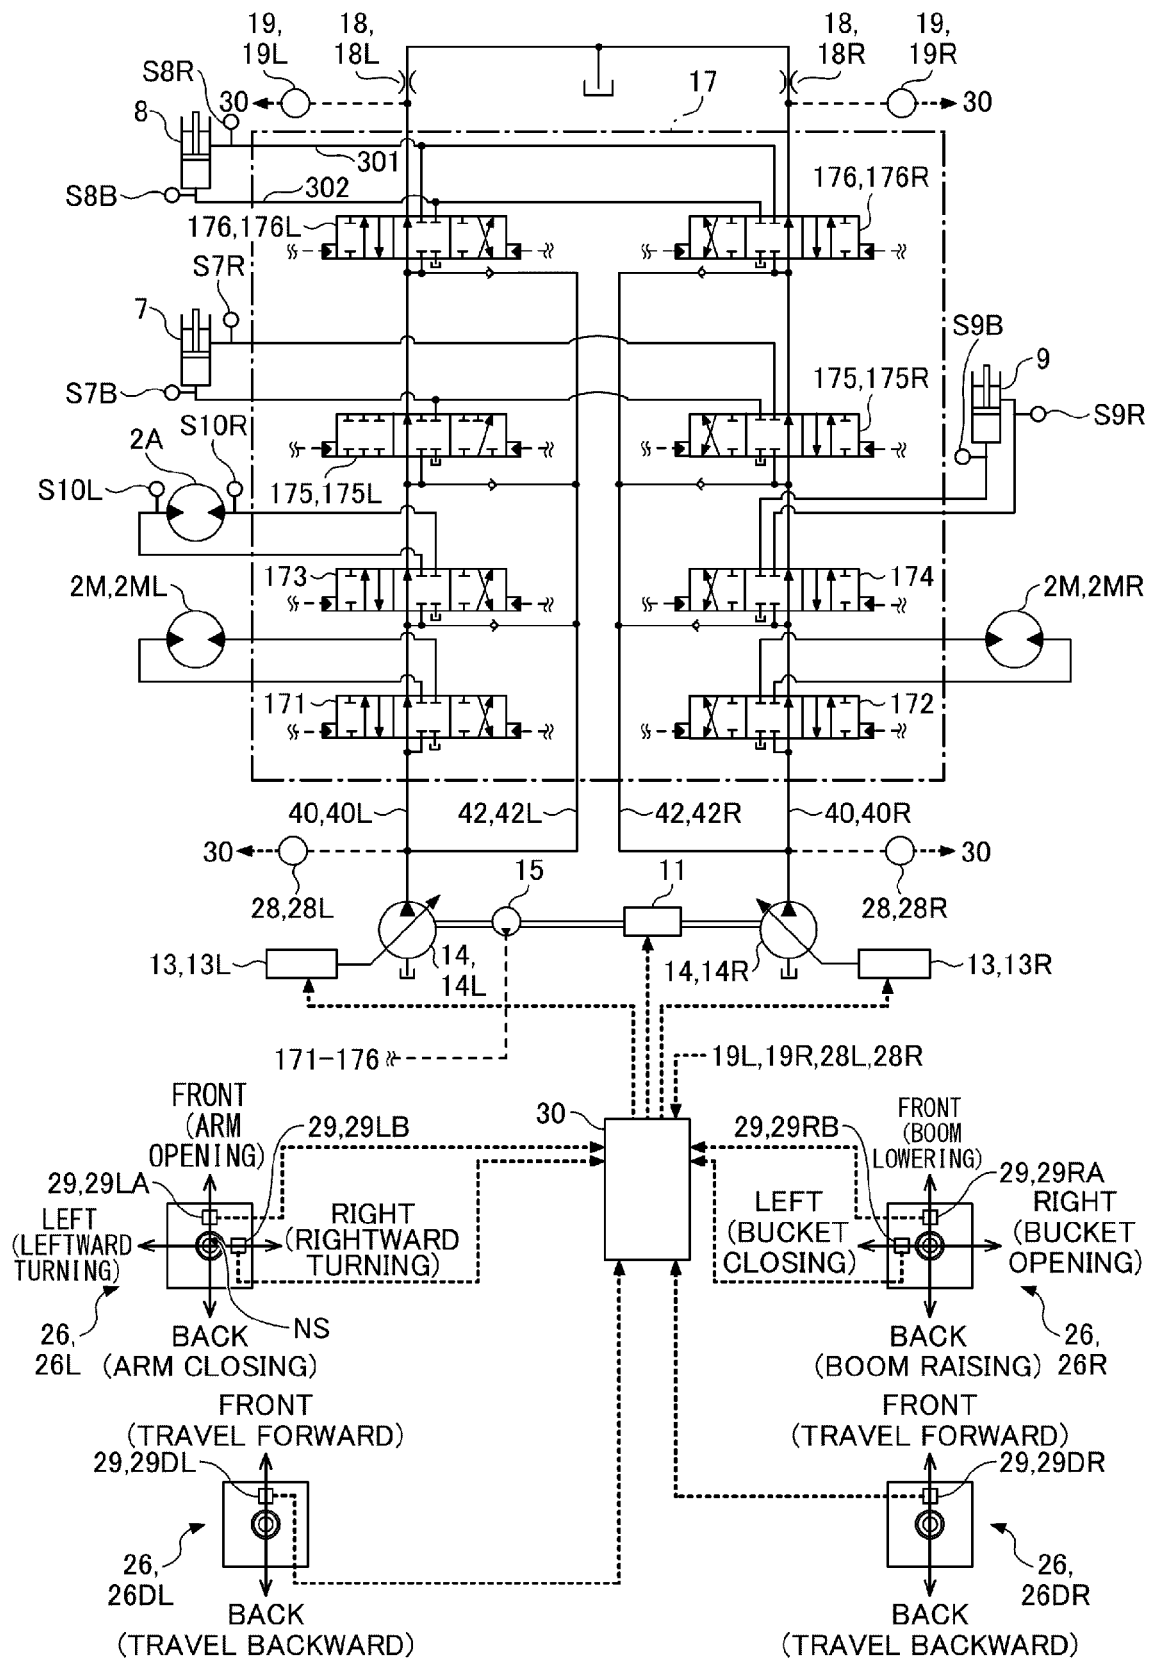 19,
19L
18,
18L
18,
18R
19,
19R
S8R
30
30
8
17
301
S8B
302
176,176L
176,176R
S7R
7
S9B
9
S7B
175,175R
S10R
S9R
2A
S10L
175,175L
173
174
2M,2ML
2M,2MR
171
172
40,40L
42,42L
42,42R
40,40R
30
30
28,28L
15
11
28,28R
13,13L
14,
14L
14,14R
13,13R
171-176
19L,19R,28L,28R
FRONT
(ARM
OPENING)
30
29,29LB
29,29RB
FRONT
(BOOM
LOWERING)
29,29LA
29,29RA
LEFT
(LEFTWARD
TURNING)
RIGHT
(RIGHTWARD
TURNING)
LEFT
(BUCKET
CLOSING)
RIGHT
(BUCKET
OPENING)
NS
26,
26L
BACK
(ARM CLOSING)
BACK
(BOOM RAISING)
26,
26R
FRONT
(TRAVEL FORWARD)
FRONT
(TRAVEL FORWARD)
29,29DL
29,29DR
26,
26DL
26,
26DR
BACK
(TRAVEL BACKWARD)
BACK
(TRAVEL BACKWARD)